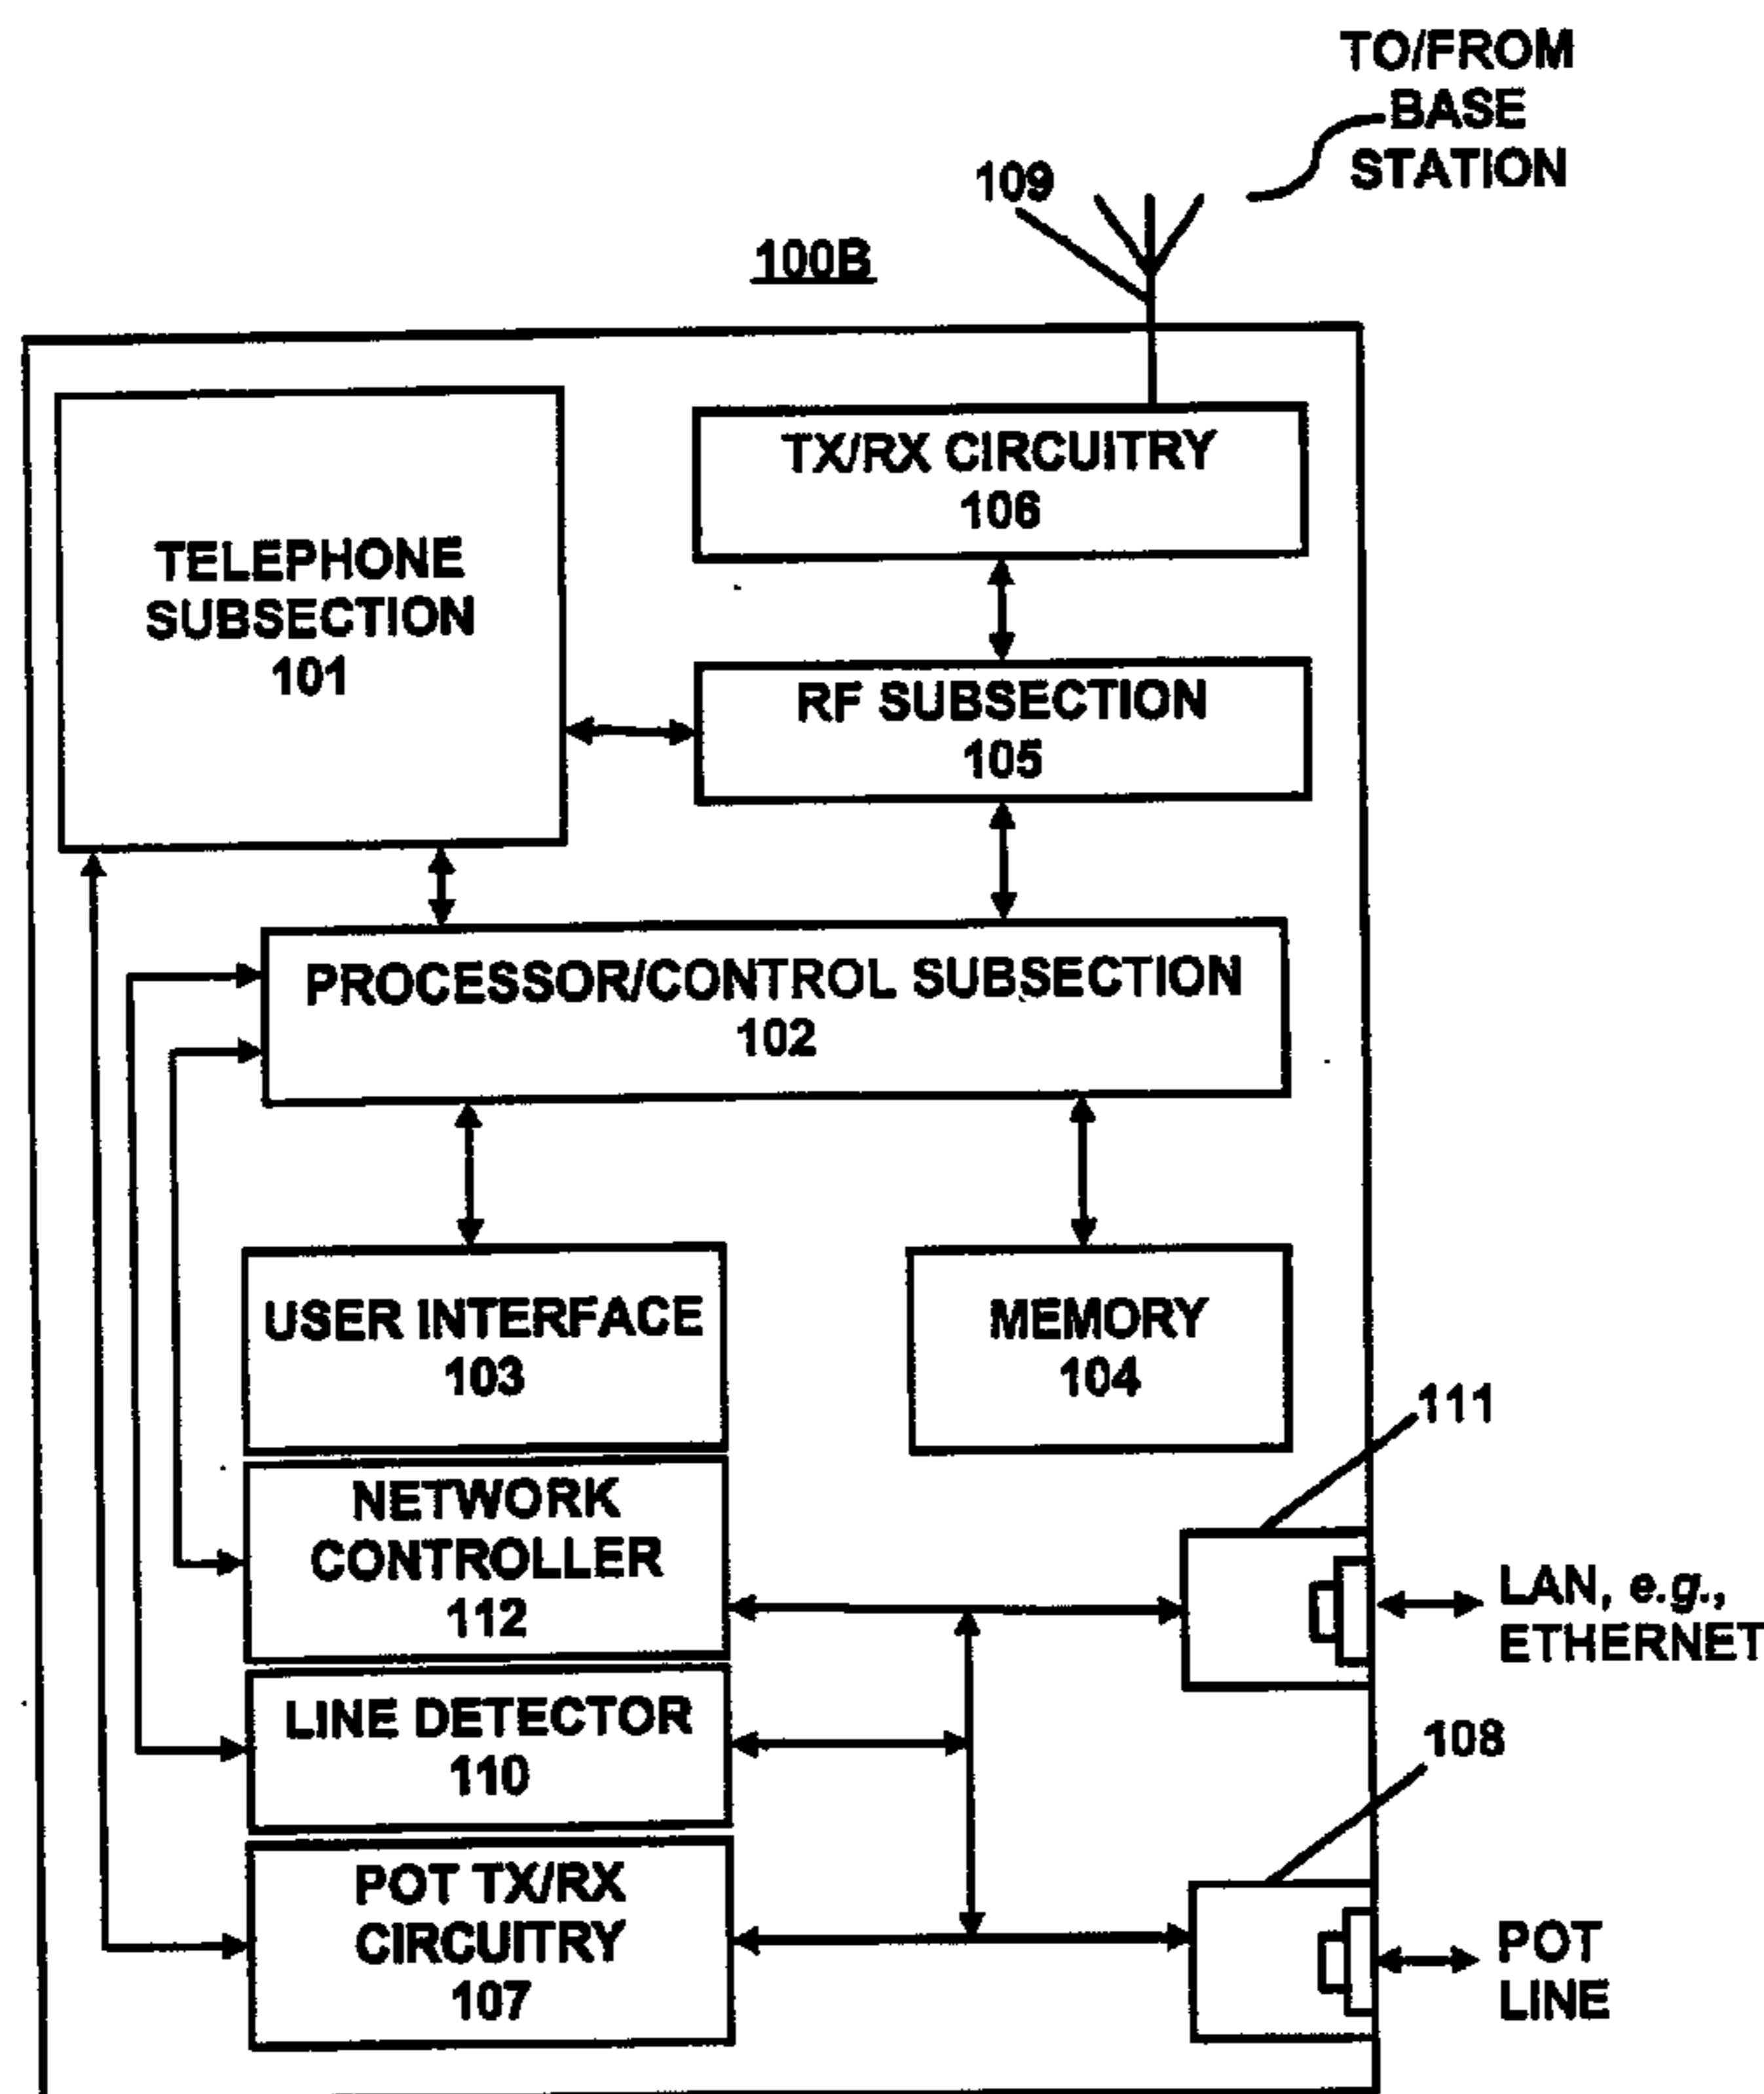 TO/FROM
BASE
STATION
109
100B
TX/RX CIRCUITRY
106
TELEPHONE
SUBSECTION
101
RF SUBSECTION
105
PROCESSOR/CONTROL SUBSECTION
102
USER INTERFACE
103
MEMORY
104
111
NETWORK
CONTROLLER
112
LAN, e.g.,
ETHERNET
LINE DETECTOR
110
108
POT TX/RX
CIRCUITRY
107
POT
LINE